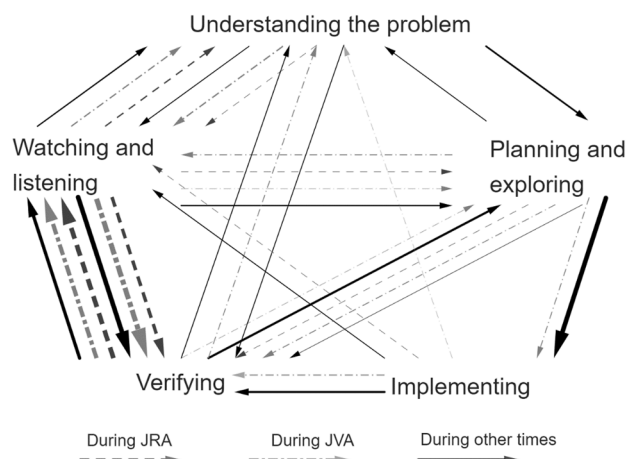 Understanding the problem
Watching and
listening
Planning and
exploring
Verifying
Implementing
During JRA
During JVA
During other times